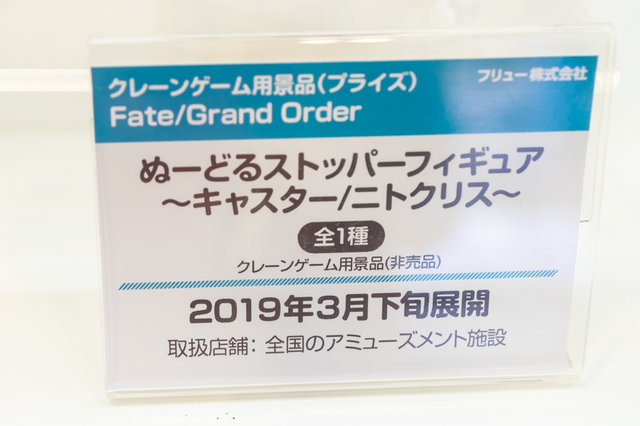 クレーンゲーム用景品(プライズ)
フリュー株式会社
Fate/Grand Order
ぬーどるストッパーフィギュア
～キャスター/ニトクリス～
全1種
クレーンゲーム用景品(非売品)
2019年3月下旬展開
取扱店舗：全国のアミューズメント施設